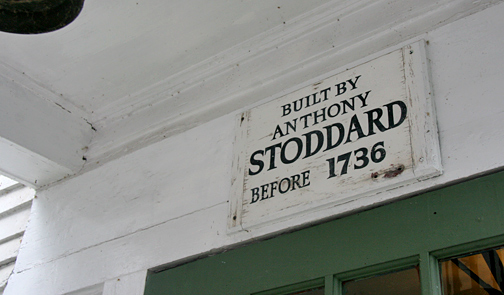 BUILT BY
ANTHONY
STODDARD
BEFORE 1736